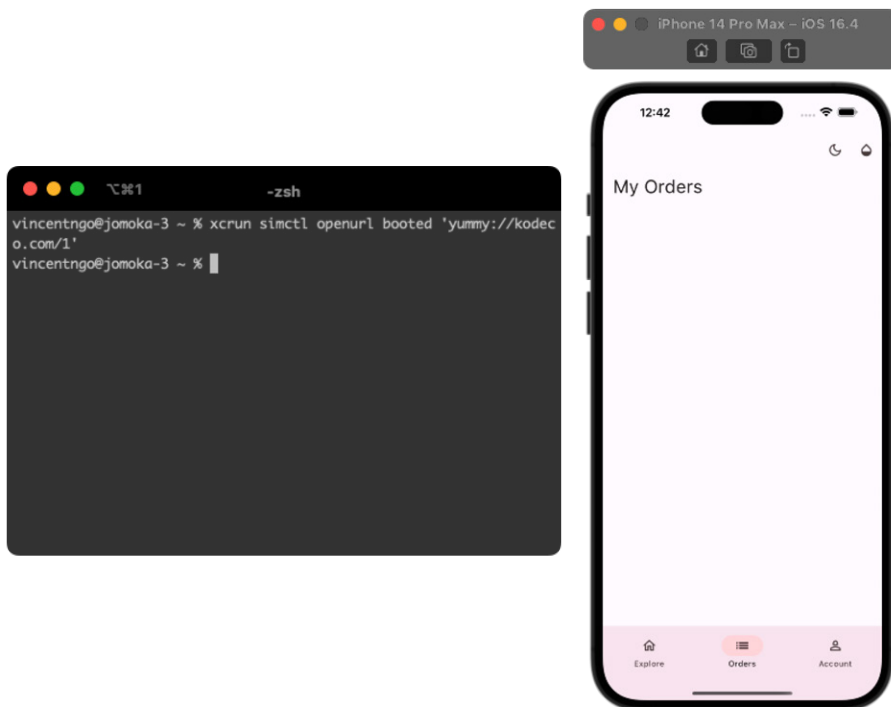 iPhone 14 Pro Max – iOS 16.4
12:42
My Orders
Explore
Orders
Account
⌥⌘1
-zsh
vincentngo@jomoka-3 ~ % xcrun simctl openurl booted 'yummy://kodec
o.com/1'
vincentngo@jomoka-3 ~ %